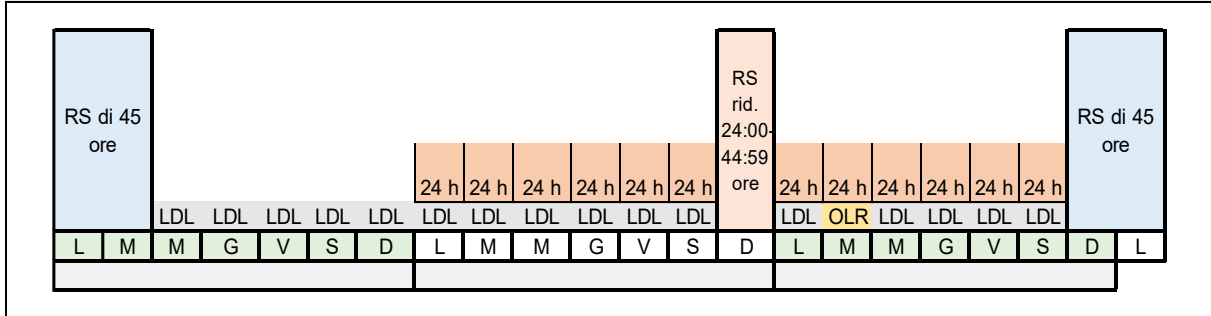 RS di 45
ore
RS
rid.
24:00-
44:59
ore
RS di 45
ore
24 h 24 h 24 h 24 h 24 h 24 h 24 h 24 h 24 h 24 h 24 h 24 h
LDL LDL LDL LDL LDL LDL LDL LDL LDL LDL LDL LDL OLR LDL LDL LDL LDL
L M M G V S D L M M G V S D L M M G V S D L